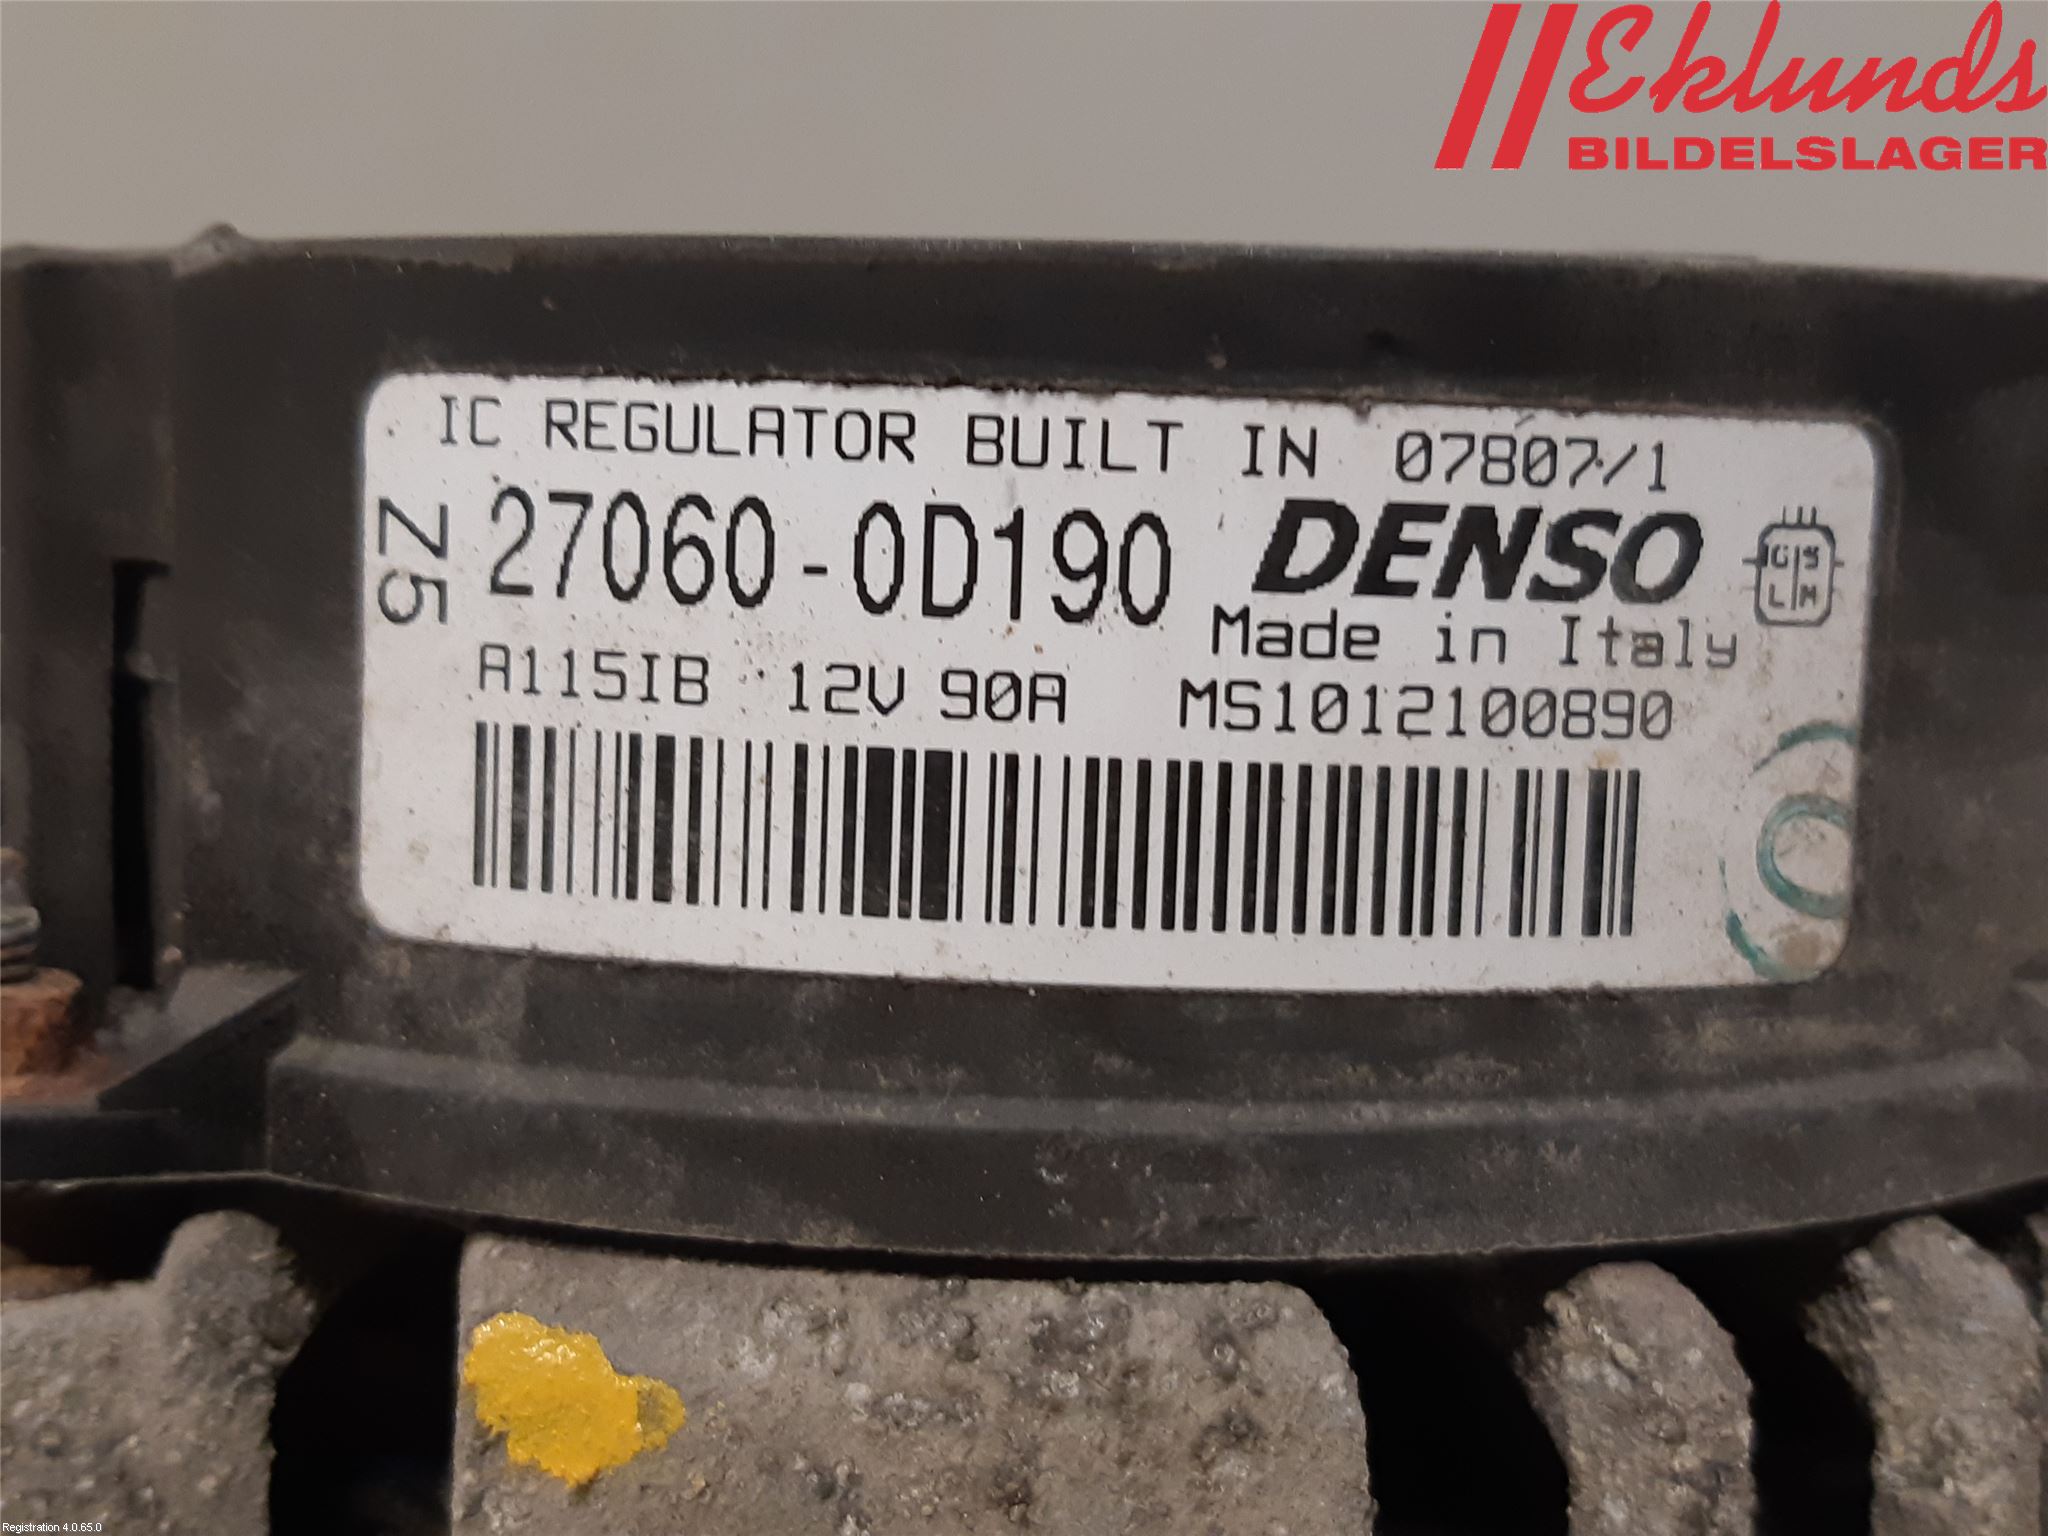 Eklunds
BILDELSLAGER
IC REGULATOR BUILT IN 07807/1
Z5
27060-0D190 DENSO
G S
L M
Made in Italy
A115IB 12V 90A MS1012100890
Registration 4.0.65.0